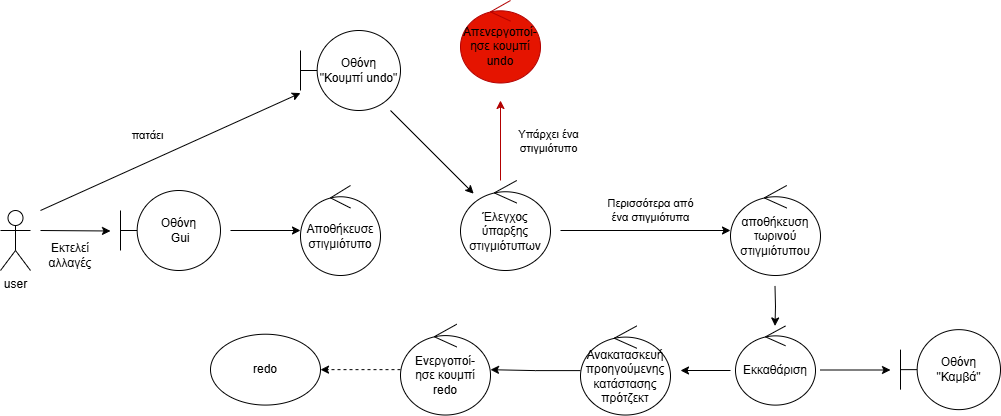 Απενεργοποί-
ησε κουμπί
undo
Οθόνη
"Κουμπί undo"
πατάει
Υπάρχει ένα
στιγμιότυπο
Οθόνη
Gui
Αποθήκευσε
στιγμιότυπο
Έλεγχος
ύπαρξης
στιγμιότυπων
Περισσότερα από
ένα στιγμιότυπα
αποθήκευση
τωρινού
στιγμιότυπου
Εκτελεί
αλλαγές
user
redo
Ενεργοποί-
ησε κουμπί
redo
Ανακατασκευή
προηγούμενης
κατάστασης
πρότζεκτ
Εκκαθάριση
Οθόνη
"Καμβά"